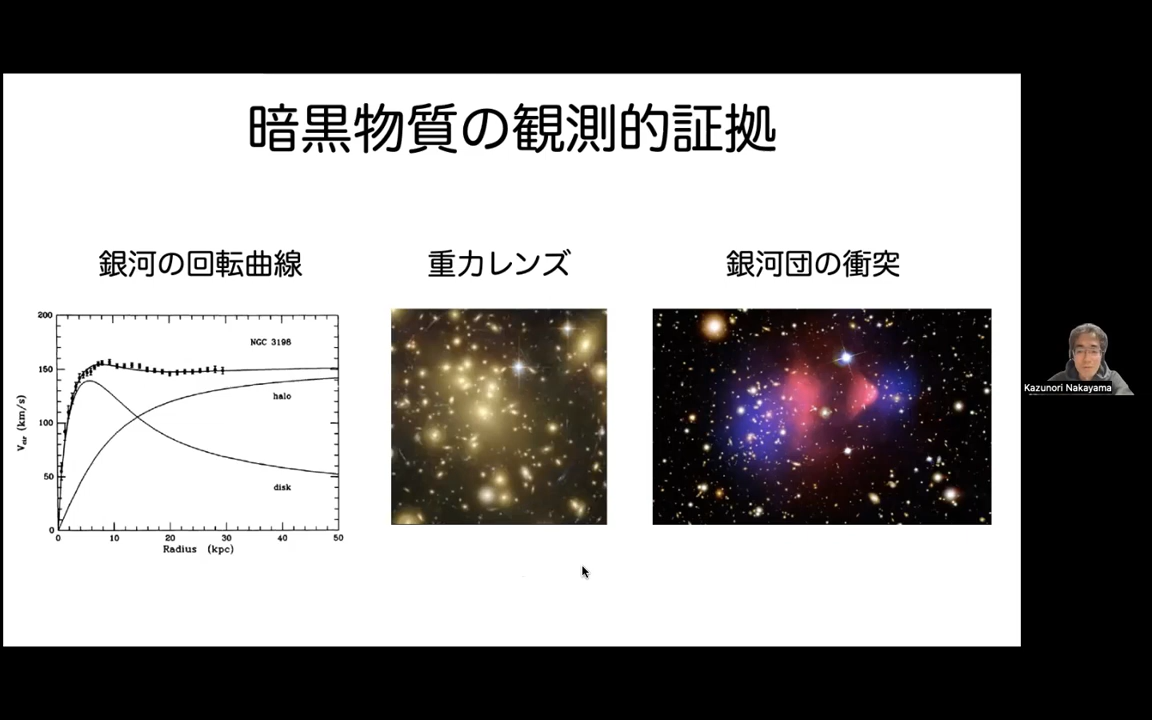 暗黒物質の観測的証拠
銀河の回転曲線
重力レンズ
銀河団の衝突
200
150
100
50
0
V_cir (km/s)
NGC 3198
halo
disk
0 10 20 30 40 50
Radius (kpc)
Kazunori Nakayama